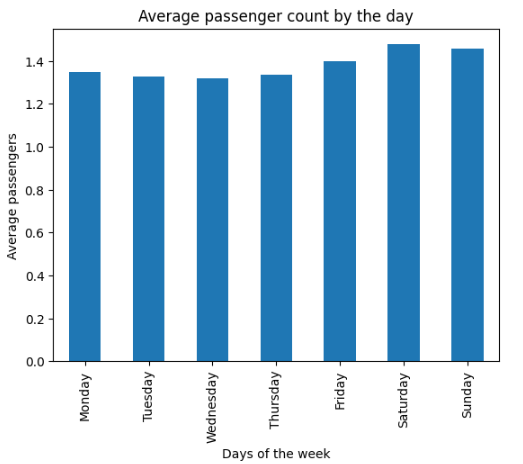 Average passenger count by the day
Average passengers
1.4
1.2
1.0
0.8
0.6
0.4
0.2
0.0
Monday
Tuesday
Wednesday
Thursday
Friday
Saturday
Sunday
Days of the week